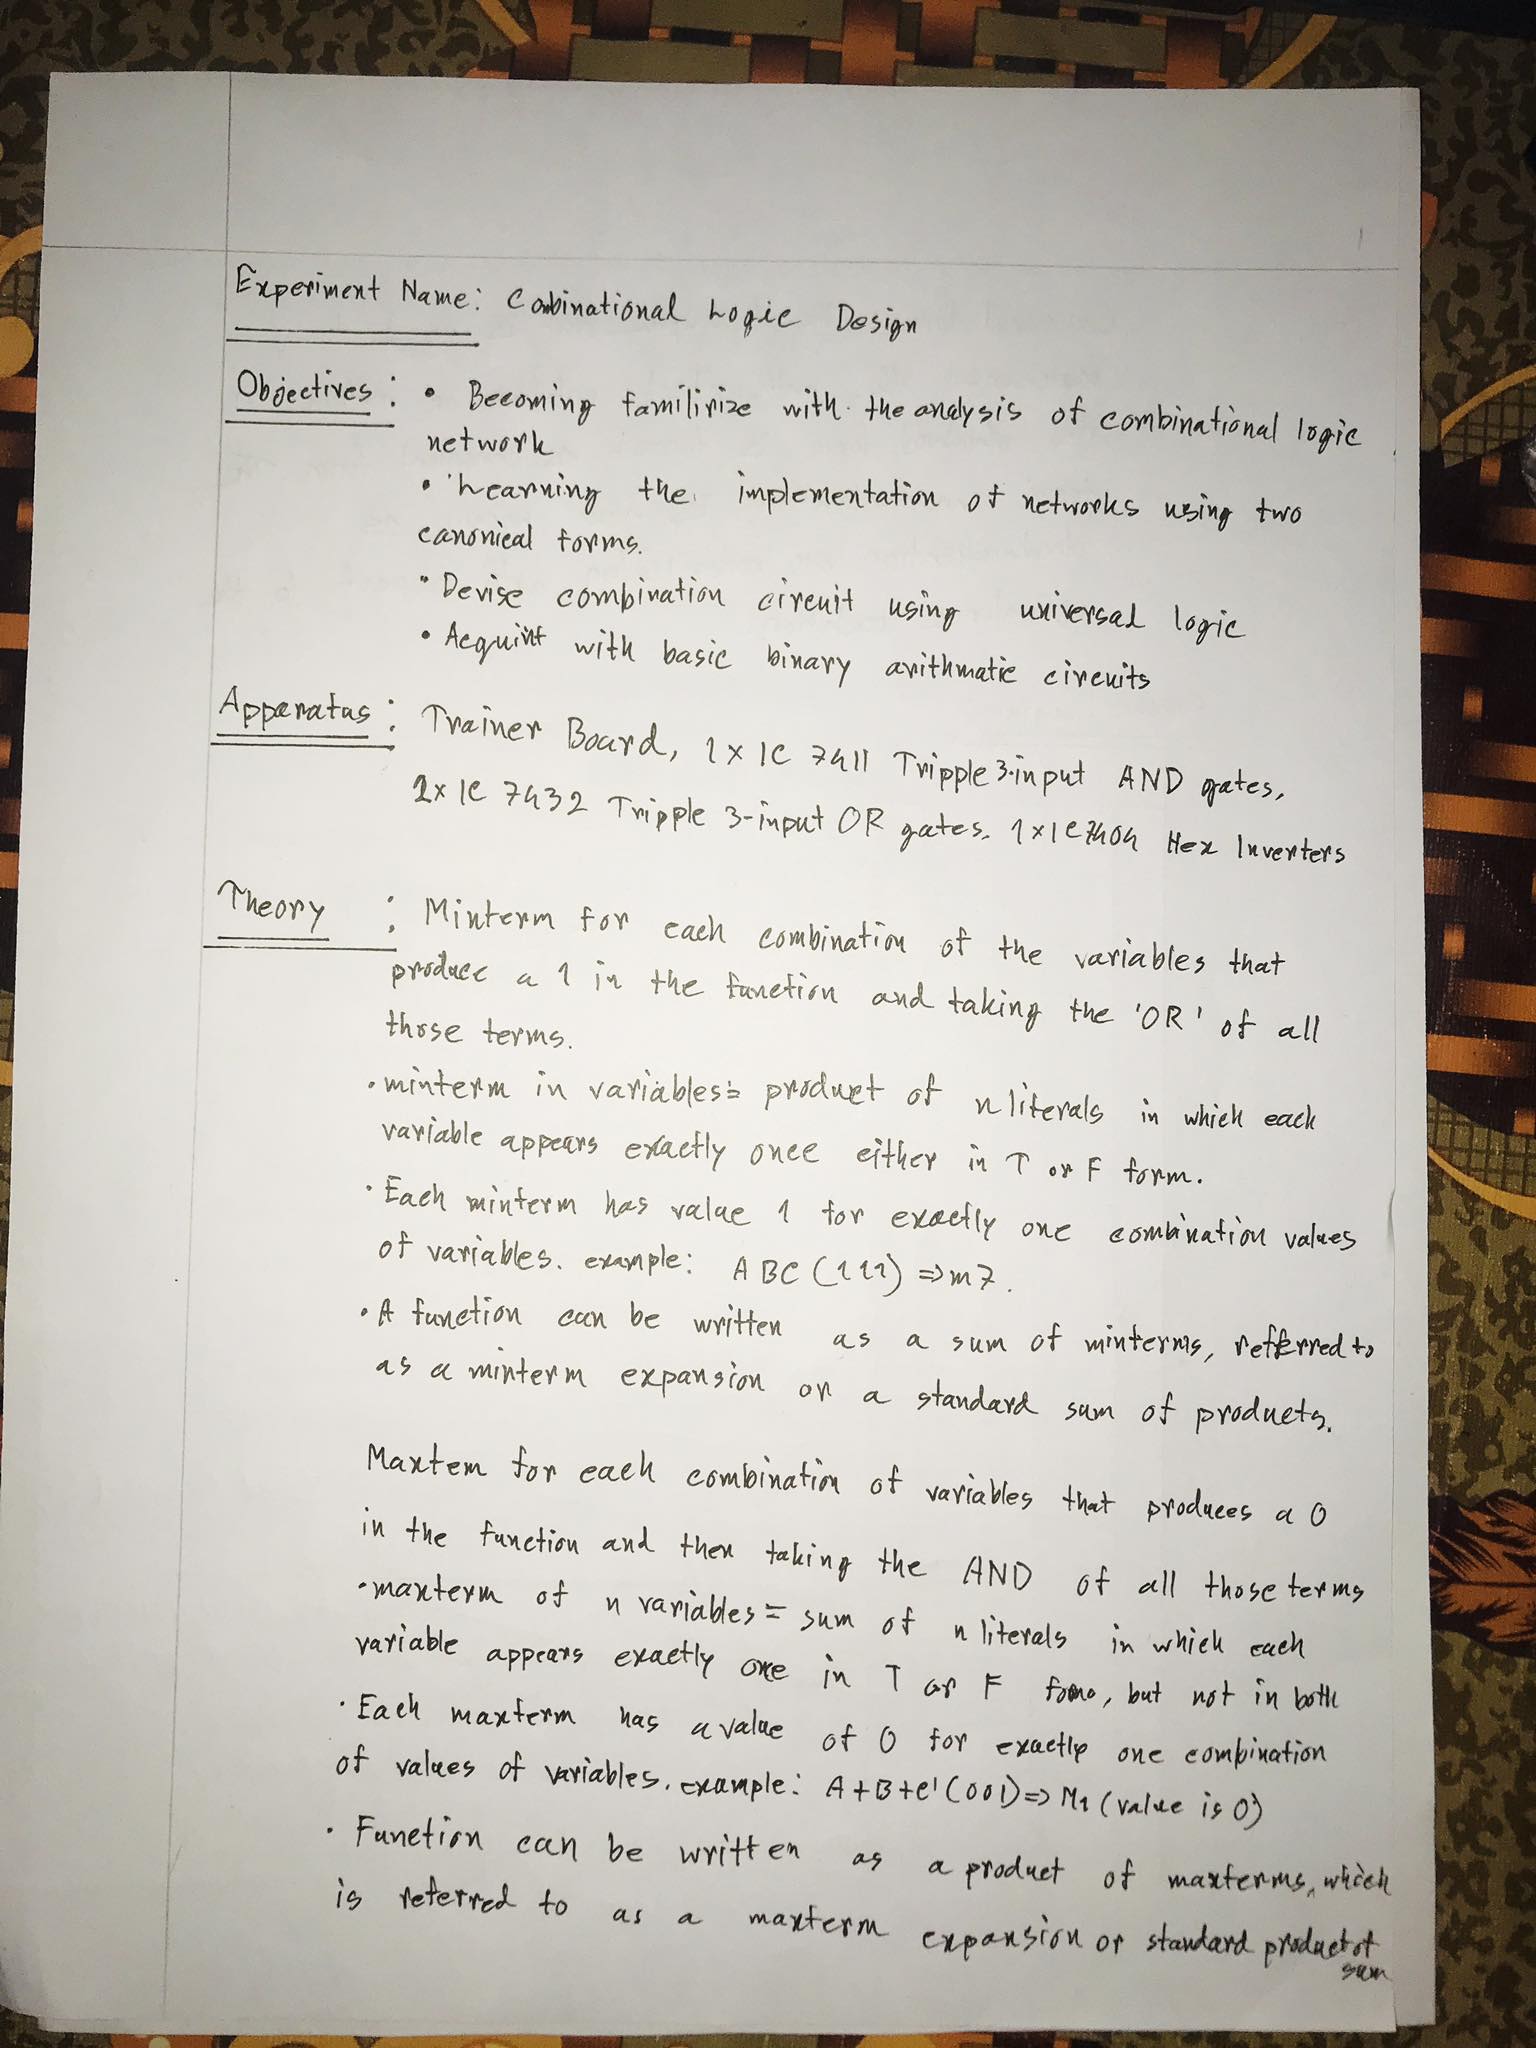 Experiment Name: Combinational Logic Design
Objectives : • Becoming familirize with the analysis of combinational logic
network
• Learning the implementation of networks using two
canonical forms.
• Devise combination circuit using universal logic
• Acquint with basic binary arithmatic circuits
Apparatus : Trainer Board, 1 x IC 7411 Tripple 3-input AND gates,
1x IC 7432 Tripple 3-input OR gates. 1 x IC 7404 Hex Inverters
Theory : Minterm for each combination of the variables that
produce a 1 in the function and taking the 'OR' of all
those terms.
• minterm in variables = product of n literals in which each
variable appears exactly once either in T or F form.
• Each minterm has value 1 for exactly one combination values
of variables. example: ABC (111) => m7.
• A function can be written as a sum of minterms, referred to
as a minterm expansion or a standard sum of products.
Maxtem for each combination of variables that produces a 0
in the function and then taking the AND of all those terms
• maxterm of n variables = sum of n literals in which each
variable appears exactly one in T or F form, but not in both
• Each maxterm has a value of 0 for exactly one combination
of values of variables. example: A+B+C' (001) => M1 (value is 0)
• Function can be written as a product of maxterms, which
is referred to as a maxterm expansion or standard product of
sum